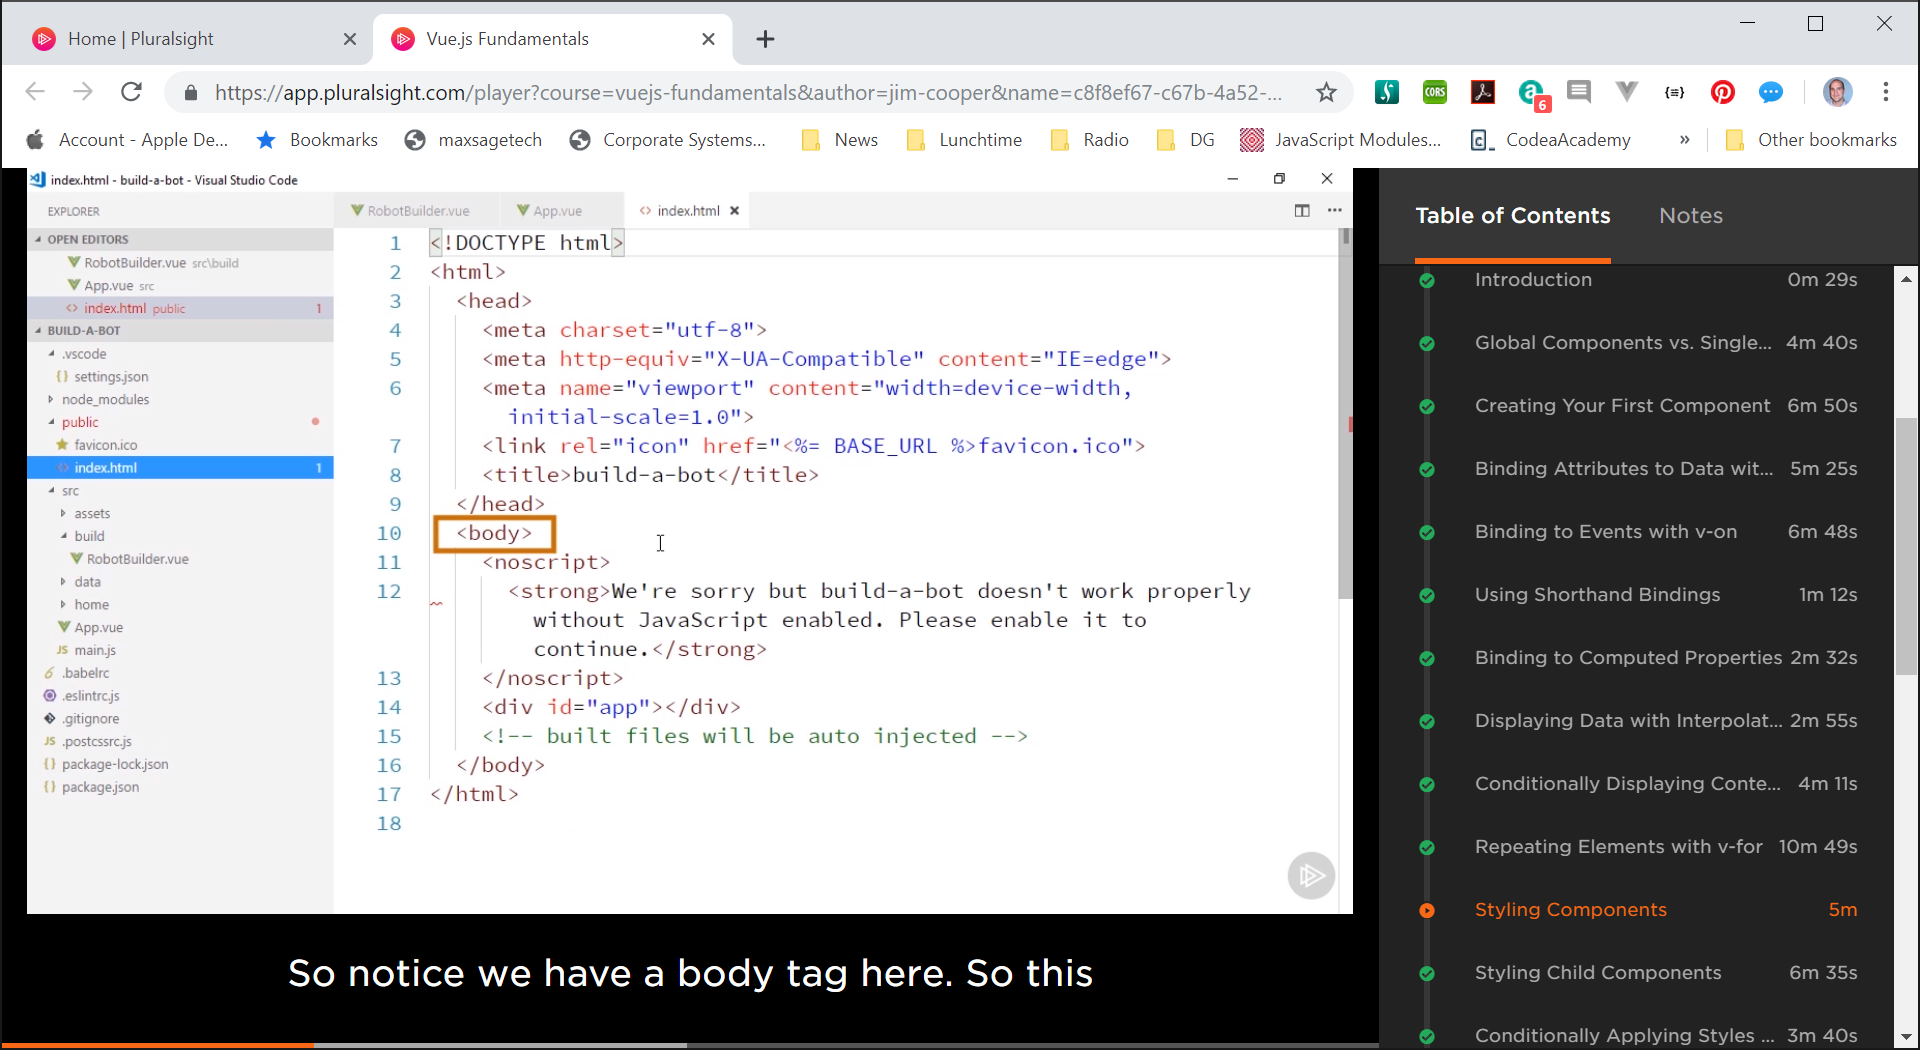 Home | Pluralsight
Vue.js Fundamentals
https://app.pluralsight.com/player?course=vuejs-fundamentals&author=jim-cooper&name=c8f8ef67-c67b-4a52-...
CORS
6
Account - Apple De...
Bookmarks
maxsagetech
Corporate Systems...
News
Lunchtime
Radio
DG
JavaScript Modules...
CodeaAcademy
»
Other bookmarks
index.html - build-a-bot - Visual Studio Code
EXPLORER
OPEN EDITORS
RobotBuilder.vue src\build
App.vue src
index.html public 1
BUILD-A-BOT
.vscode
settings.json
node_modules
public
favicon.ico
index.html 1
src
assets
build
RobotBuilder.vue
data
home
App.vue
JS main.js
.babelrc
.eslintrc.js
.gitignore
JS .postcssrc.js
{} package-lock.json
{} package.json
RobotBuilder.vue
App.vue
<> index.html
1 <!DOCTYPE html>
2 <html>
3 <head>
4 <meta charset="utf-8">
5 <meta http-equiv="X-UA-Compatible" content="IE=edge">
6 <meta name="viewport" content="width=device-width,
initial-scale=1.0">
7 <link rel="icon" href="<%= BASE_URL %>favicon.ico">
8 <title>build-a-bot</title>
9 </head>
10 <body>
11 <noscript>
12 <strong>We're sorry but build-a-bot doesn't work properly
without JavaScript enabled. Please enable it to
continue.</strong>
13 </noscript>
14 <div id="app"></div>
15 <!-- built files will be auto injected -->
16 </body>
17 </html>
18
So notice we have a body tag here. So this
Table of Contents
Notes
Introduction 0m 29s
Global Components vs. Single... 4m 40s
Creating Your First Component 6m 50s
Binding Attributes to Data wit... 5m 25s
Binding to Events with v-on 6m 48s
Using Shorthand Bindings 1m 12s
Binding to Computed Properties 2m 32s
Displaying Data with Interpolat... 2m 55s
Conditionally Displaying Conte... 4m 11s
Repeating Elements with v-for 10m 49s
Styling Components 5m
Styling Child Components 6m 35s
Conditionally Applying Styles ... 3m 40s